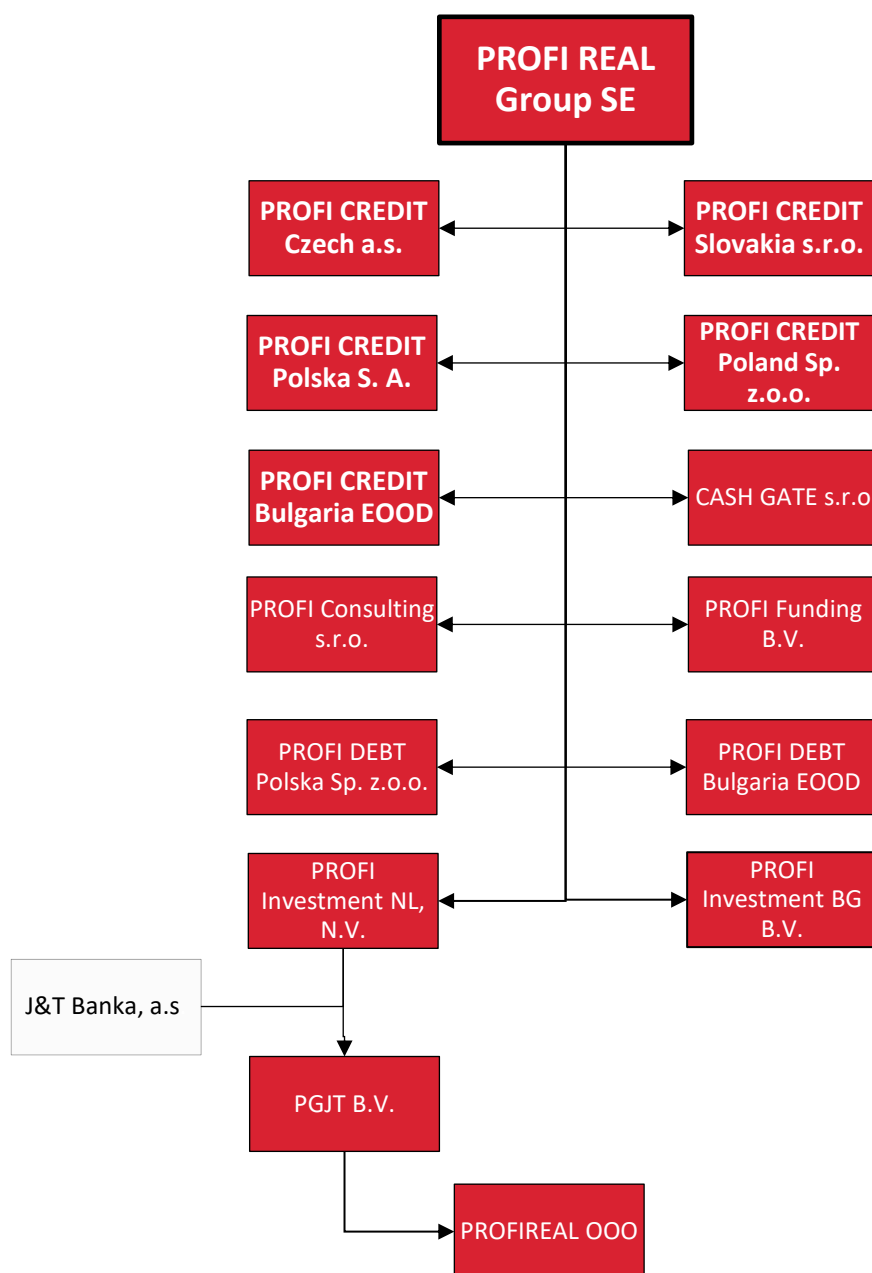 PROFI REAL
Group SE
PROFI CREDIT
Czech a.s.
PROFI CREDIT
Slovakia s.r.o.
PROFI CREDIT
Polska S. A.
PROFI CREDIT
Poland Sp.
z.o.o.
PROFI CREDIT
Bulgaria EOOD
CASH GATE s.r.o
PROFI Consulting
s.r.o.
PROFI Funding
B.V.
PROFI DEBT
Polska Sp. z.o.o.
PROFI DEBT
Bulgaria EOOD
PROFI
Investment NL,
N.V.
PROFI
Investment BG
B.V.
J&T Banka, a.s
PGJT B.V.
PROFIREAL OOO